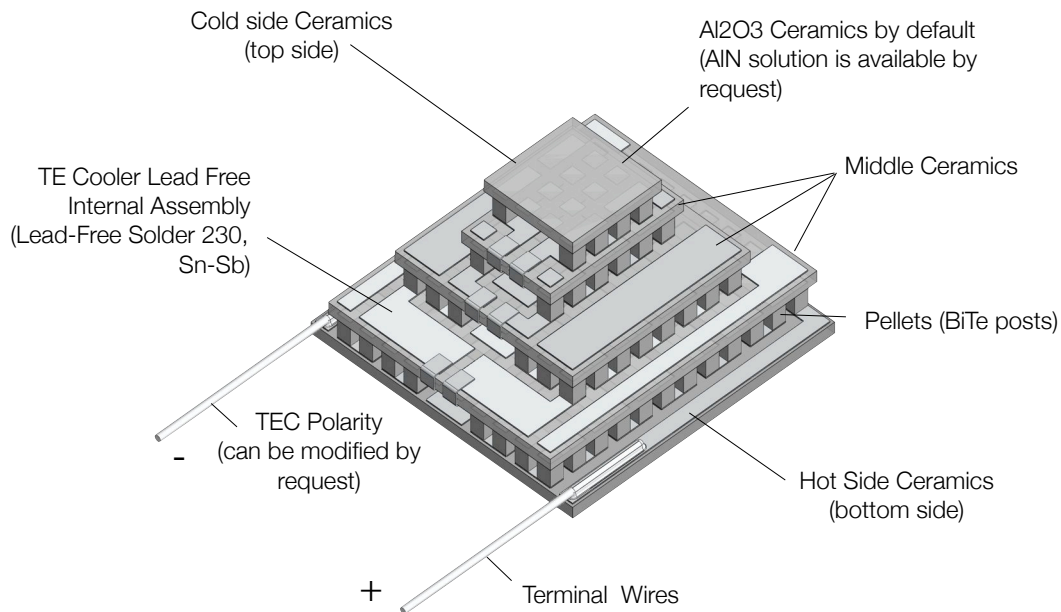 Cold side Ceramics
(top side)
Al2O3 Ceramics by default
(AlN solution is available by
request)
TE Cooler Lead Free
Internal Assembly
(Lead-Free Solder 230,
Sn-Sb)
Middle Ceramics
Pellets (BiTe posts)
TEC Polarity
(can be modified by
request)
-
Hot Side Ceramics
(bottom side)
+
Terminal Wires